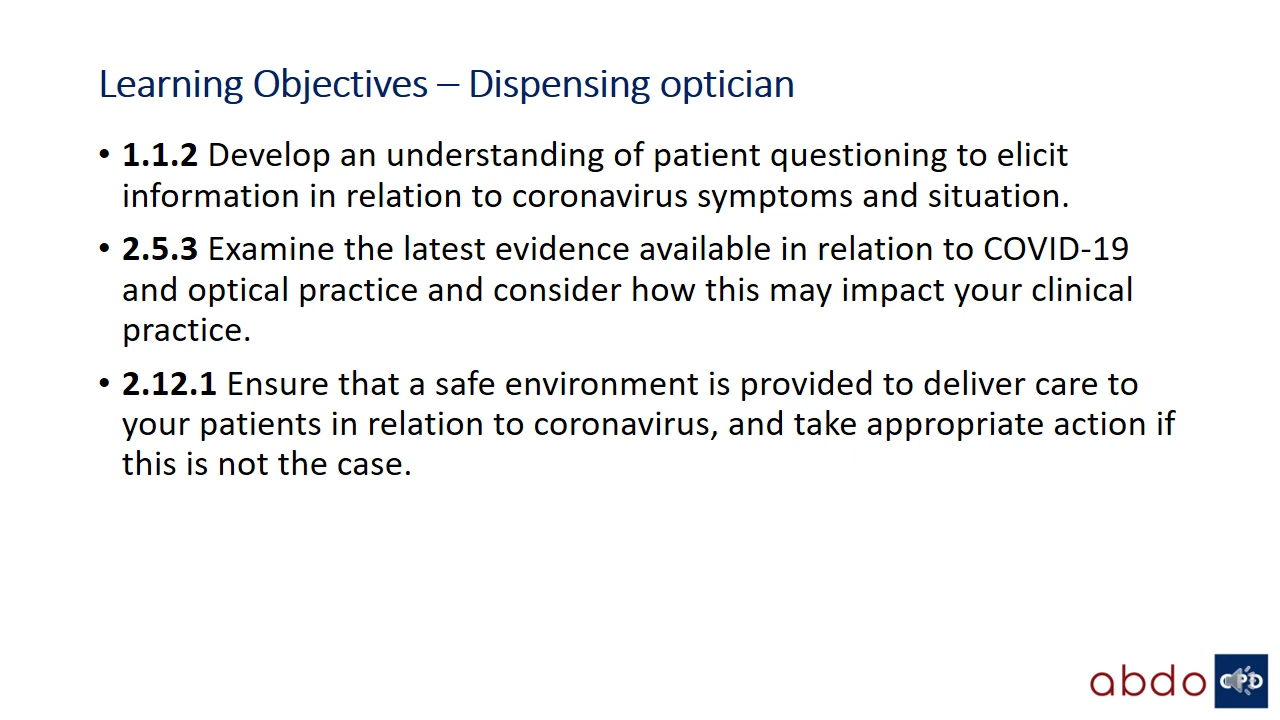 Learning Objectives – Dispensing optician
• 1.1.2 Develop an understanding of patient questioning to elicit
information in relation to coronavirus symptoms and situation.
• 2.5.3 Examine the latest evidence available in relation to COVID-19
and optical practice and consider how this may impact your clinical
practice.
• 2.12.1 Ensure that a safe environment is provided to deliver care to
your patients in relation to coronavirus, and take appropriate action if
this is not the case.
abdo CPD